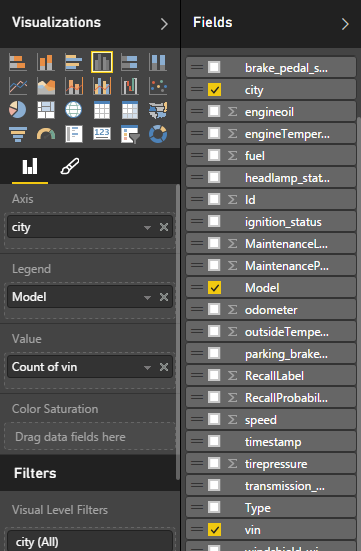 Visualizations
Axis
city
Legend
Model
Value
Count of vin
Color Saturation
Drag data fields here
Filters
Visual Level Filters
city (All)
Fields
brake_pedal_s...
city
Σ engineoil
Σ engineTemper...
Σ fuel
headlamp_stat...
Σ Id
ignition_status
Σ MaintenanceL...
Σ MaintenanceP...
Model
Σ odometer
Σ outsideTempe...
parking_brake...
Σ RecallLabel
Σ RecallProbabil...
Σ speed
timestamp
Σ tirepressure
transmission_...
Type
vin